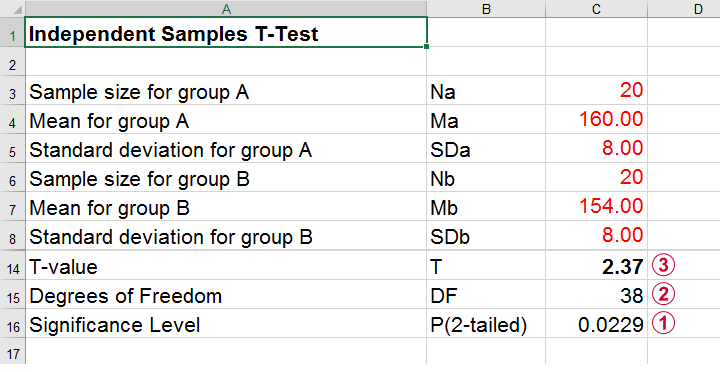 A B C D
1 Independent Samples T-Test
2
3 Sample size for group A Na 20
4 Mean for group A Ma 160.00
5 Standard deviation for group A SDa 8.00
6 Sample size for group B Nb 20
7 Mean for group B Mb 154.00
8 Standard deviation for group B SDb 8.00
14 T-value T 2.37 3
15 Degrees of Freedom DF 38 2
16 Significance Level P(2-tailed) 0.0229 1
17